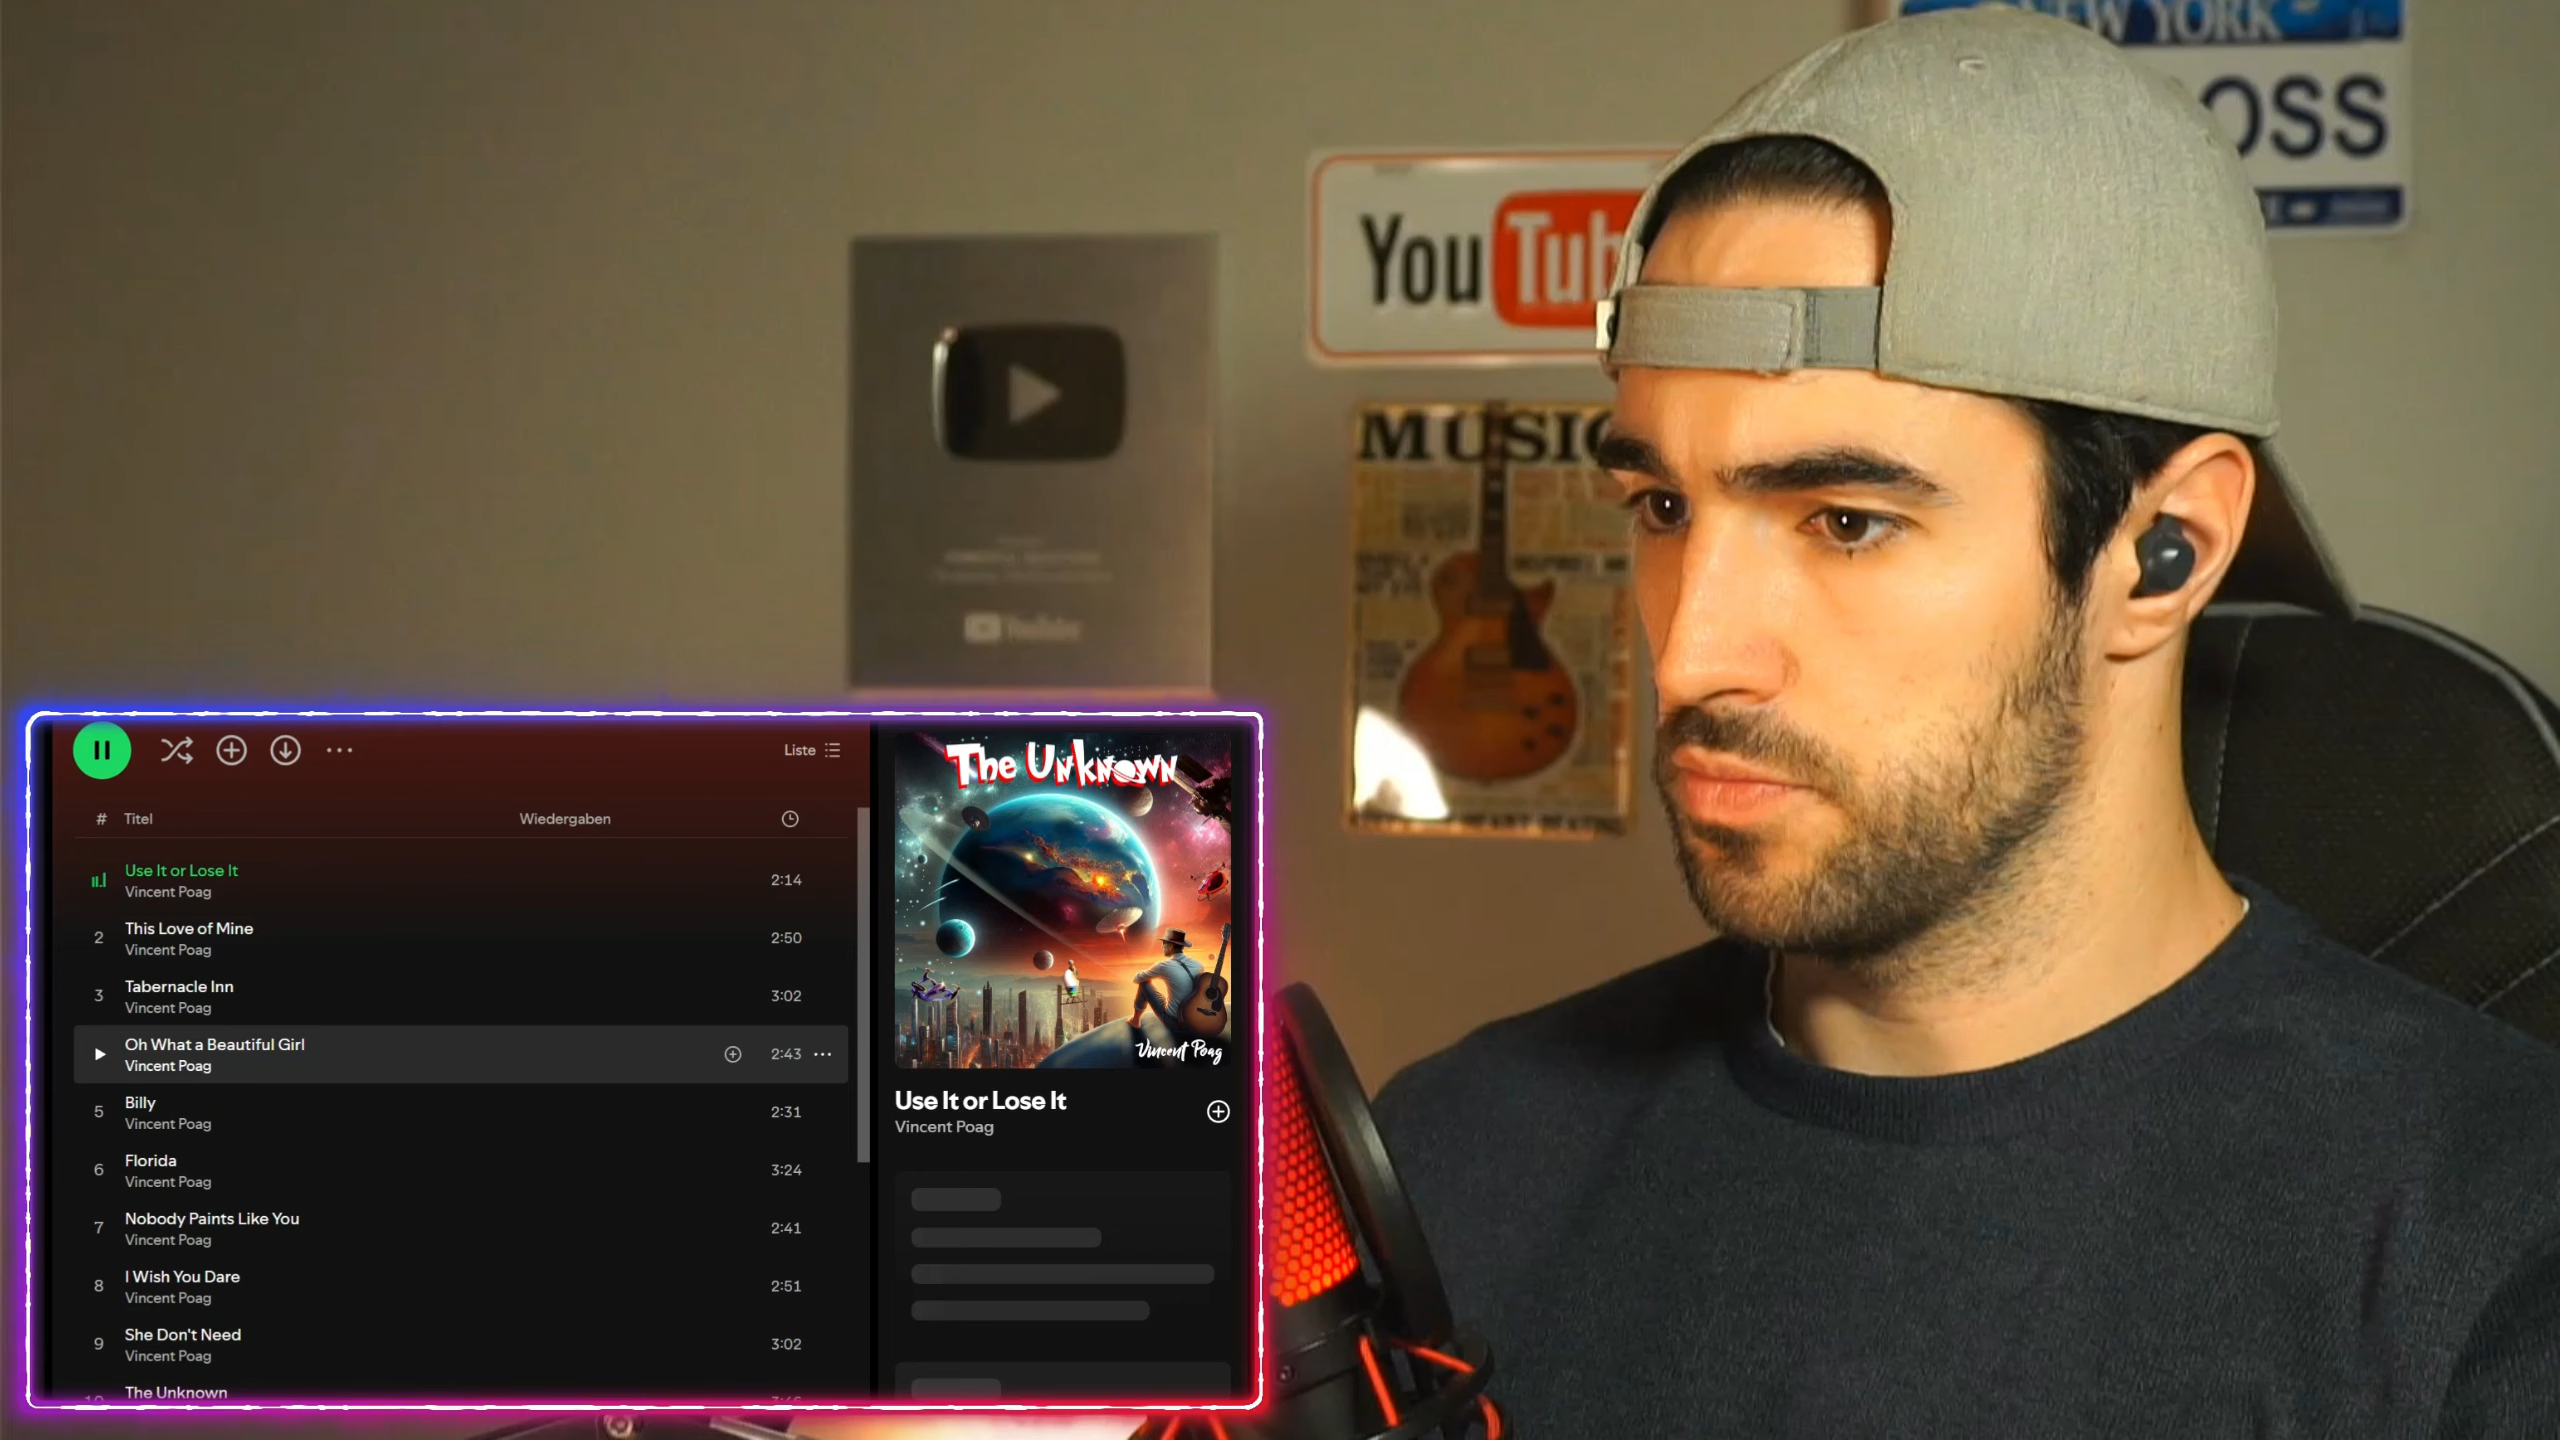 NEW YORK
OSS
YouTub
MUSIC
YouTube
Liste
# Titel Wiedergaben
Use It or Lose It 2:14
Vincent Poag
2 This Love of Mine 2:50
Vincent Poag
3 Tabernacle Inn 3:02
Vincent Poag
Oh What a Beautiful Girl 2:43
Vincent Poag
5 Billy 2:31
Vincent Poag
6 Florida 3:24
Vincent Poag
7 Nobody Paints Like You 2:41
Vincent Poag
8 I Wish You Dare 2:51
Vincent Poag
9 She Don't Need 3:02
Vincent Poag
The Unknown
The Unknown
Vincent Poag
Use It or Lose It
Vincent Poag